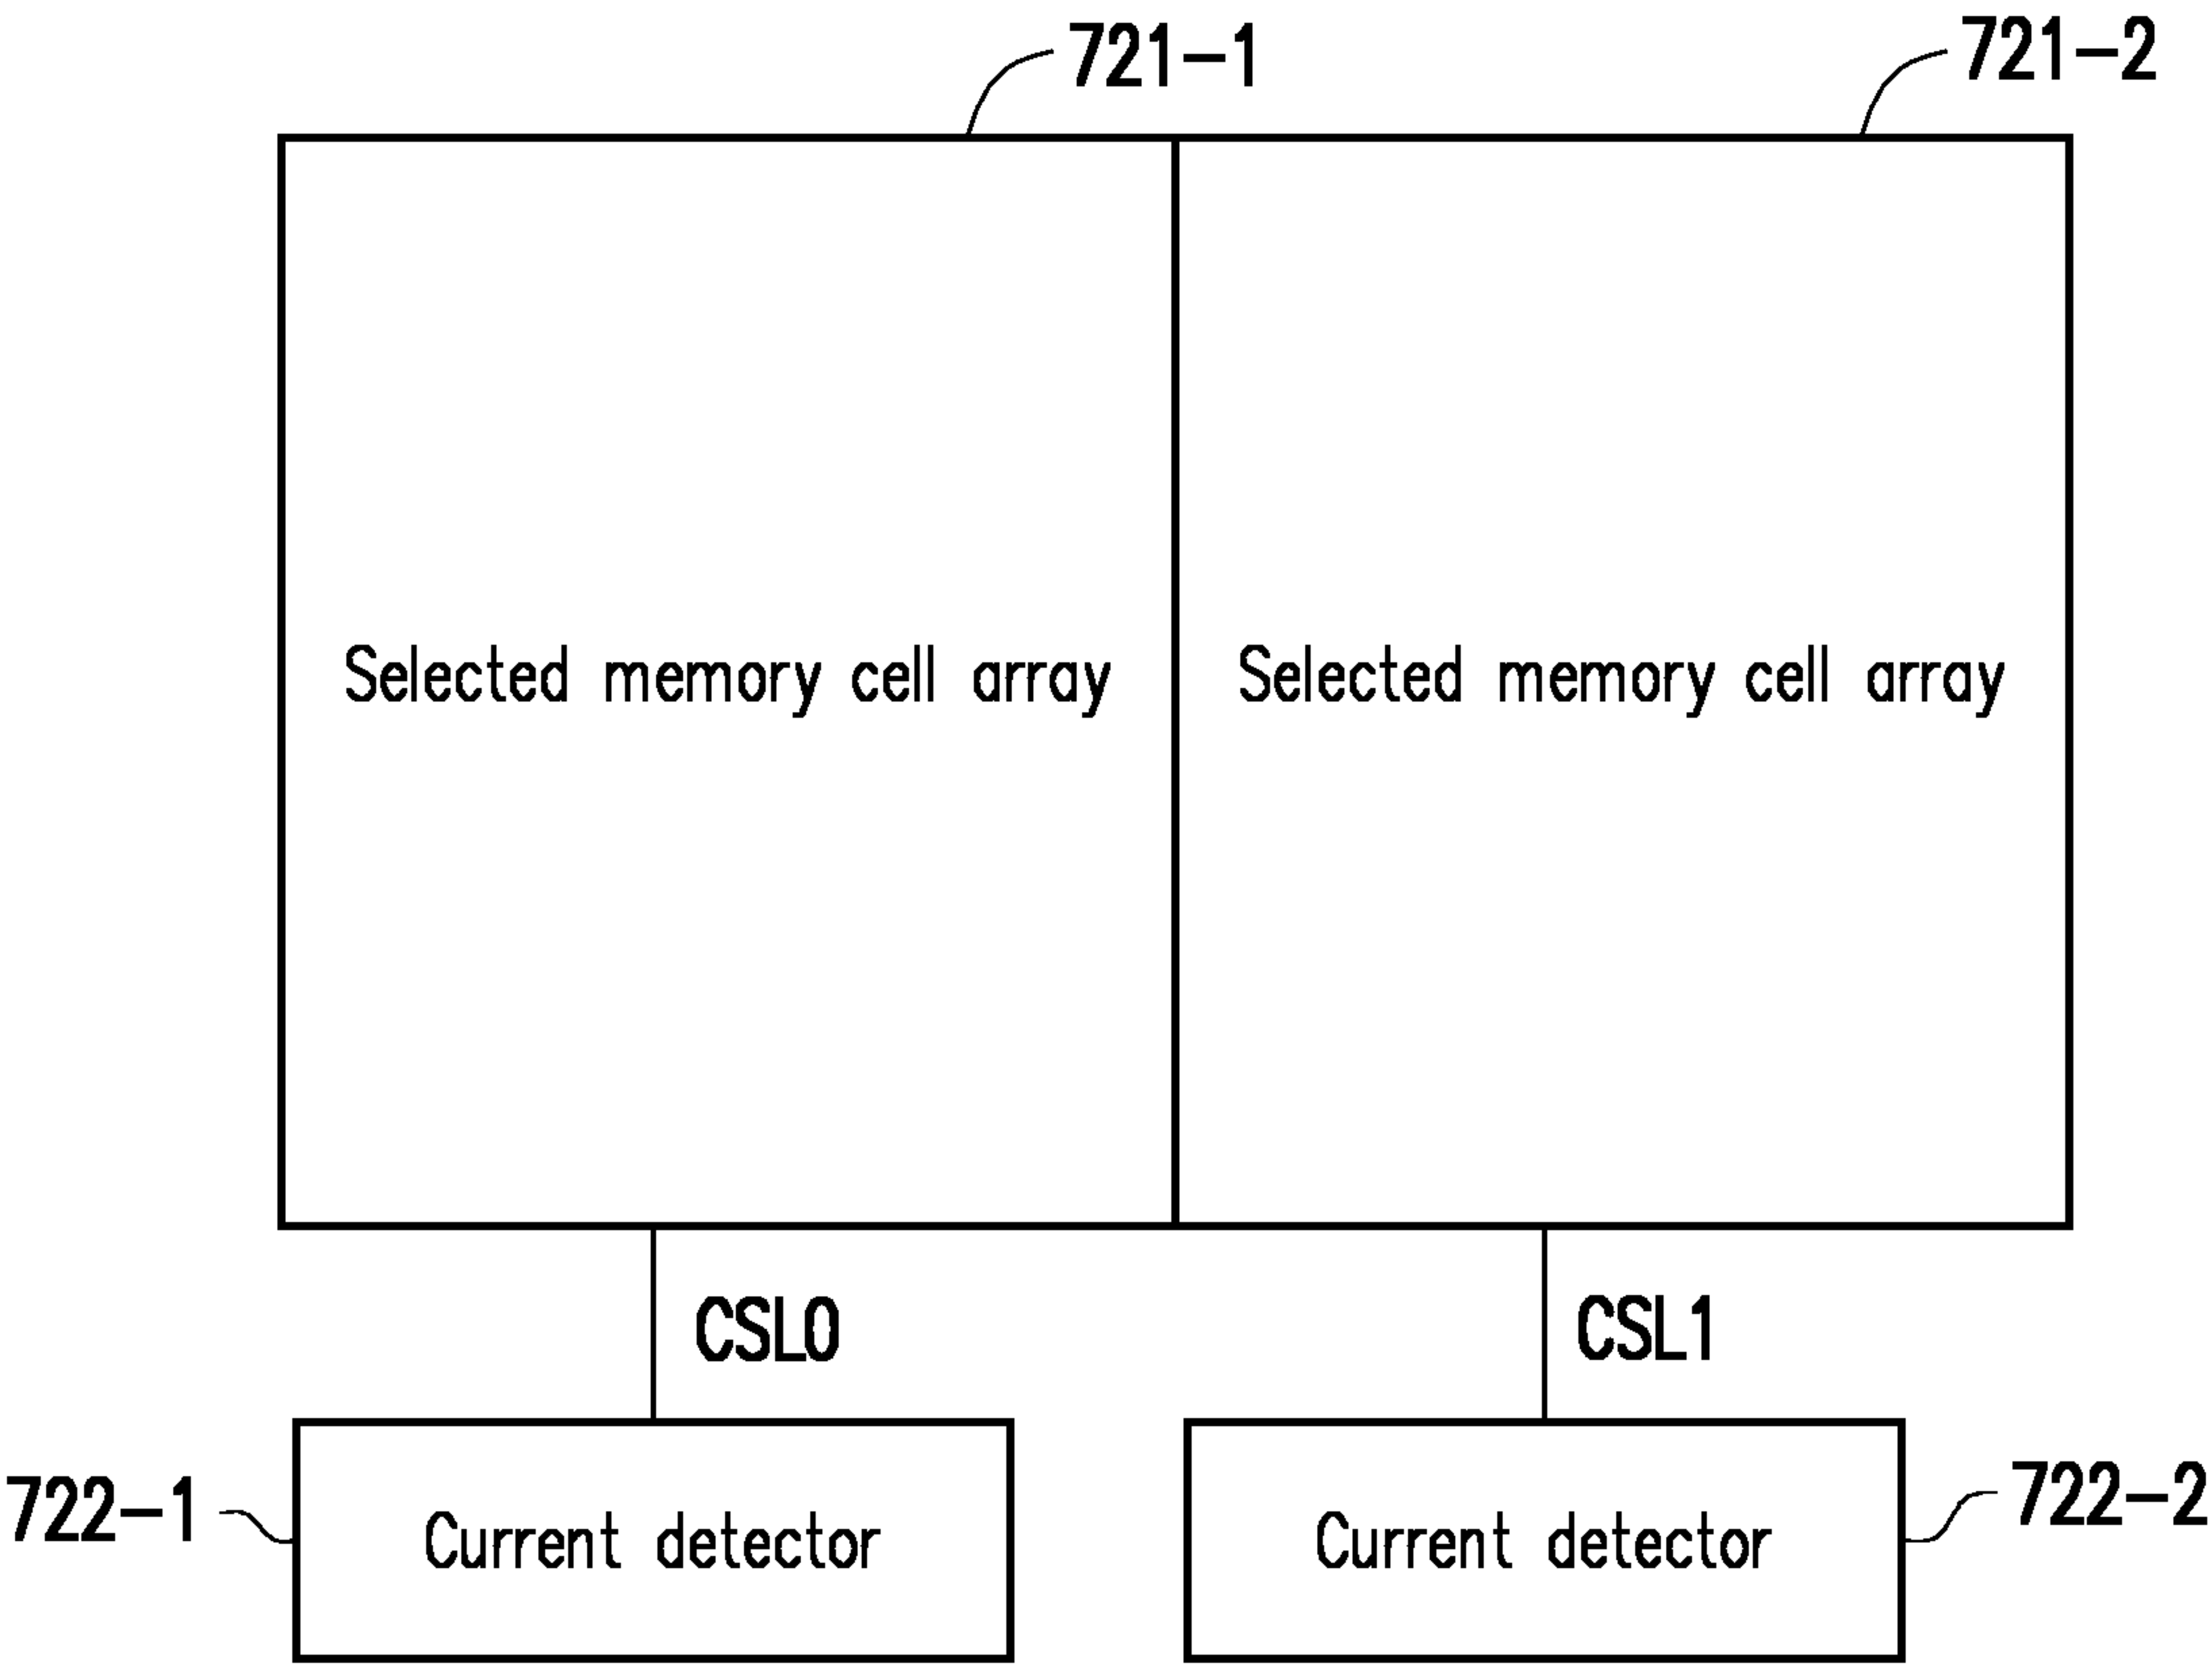 721-1
721-2
Selected memory cell array
Selected memory cell array
CSL0
CSL1
722-1
Current detector
Current detector
722-2